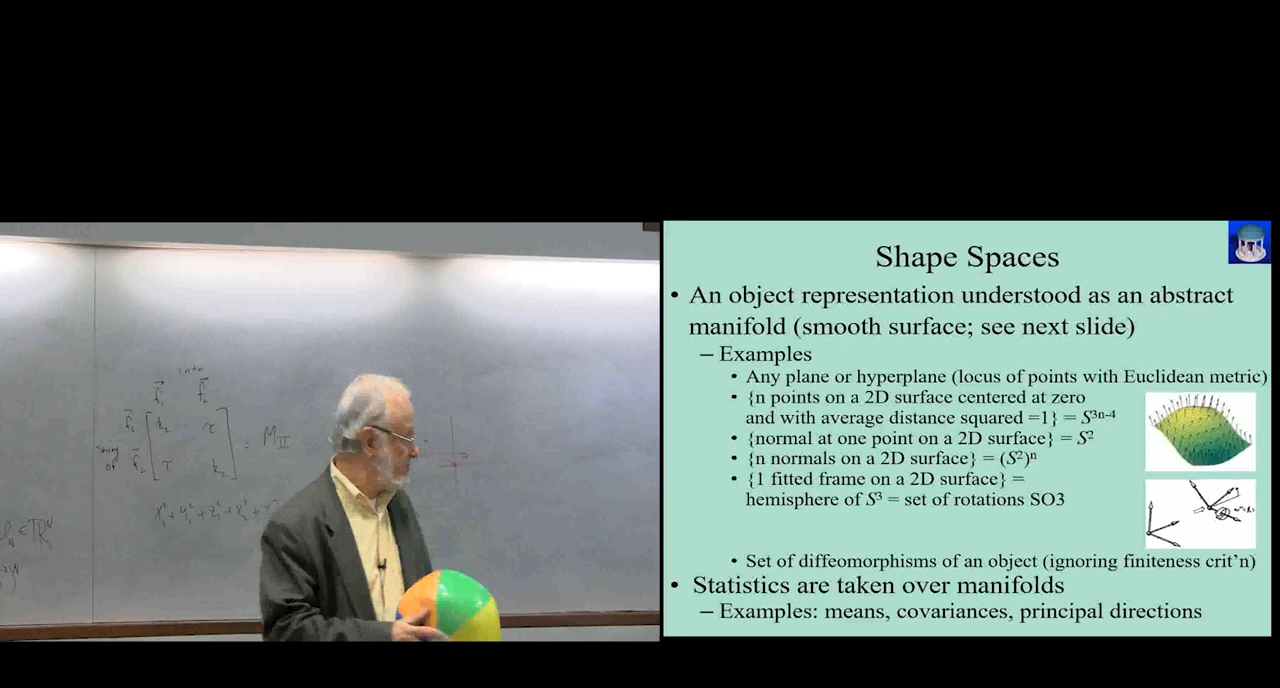 Shape Spaces
• An object representation understood as an abstract
manifold (smooth surface; see next slide)
– Examples
• Any plane or hyperplane (locus of points with Euclidean metric)
• {n points on a 2D surface centered at zero
and with average distance squared =1} = S³ⁿ⁻⁴
• {normal at one point on a 2D surface} = S²
• {n normals on a 2D surface} = (S²)ⁿ
• {1 fitted frame on a 2D surface} =
hemisphere of S³ = set of rotations SO3
• Set of diffeomorphisms of an object (ignoring finiteness crit'n)
• Statistics are taken over manifolds
– Examples: means, covariances, principal directions
into
swing
of
= M_II